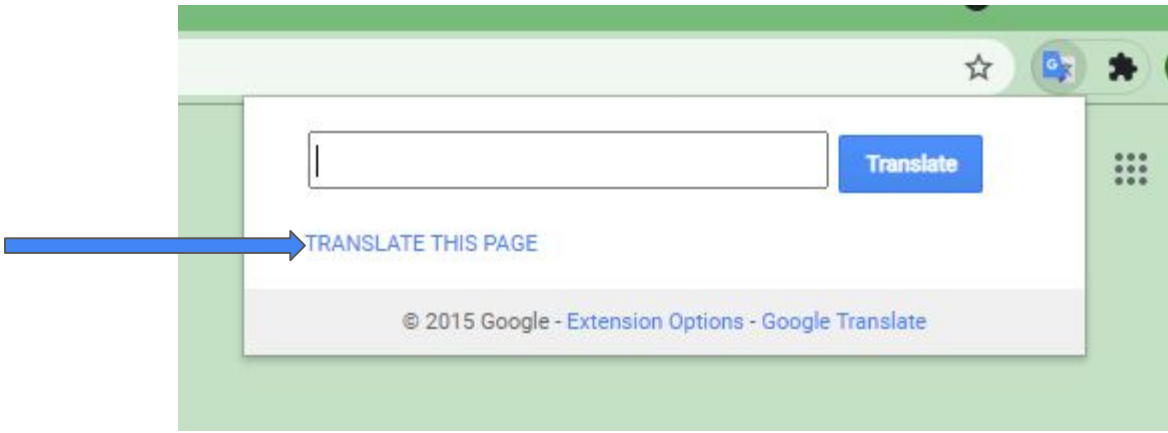 Translate
TRANSLATE THIS PAGE
© 2015 Google - Extension Options - Google Translate